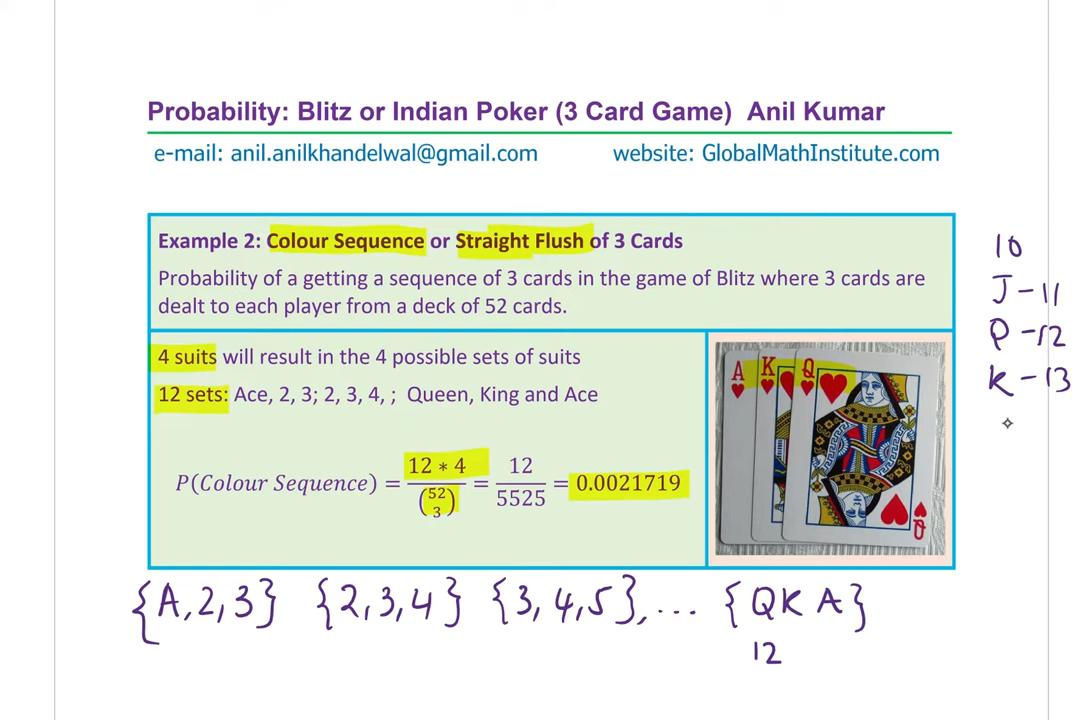 Probability: Blitz or Indian Poker (3 Card Game) Anil Kumar
e-mail: anil.anilkhandelwal@gmail.com website: GlobalMathInstitute.com
Example 2: Colour Sequence or Straight Flush of 3 Cards
Probability of a getting a sequence of 3 cards in the game of Blitz where 3 cards are
dealt to each player from a deck of 52 cards.
4 suits will result in the 4 possible sets of suits
12 sets: Ace, 2, 3; 2, 3, 4, ; Queen, King and Ace
P(Colour Sequence) = 12 * 4 / (52 3) = 12 / 5525 = 0.0021719
A K Q
Q
10
J - 11
P - 12
K - 13
{A, 2, 3} {2, 3, 4} {3, 4, 5}, ... {Q K A}
12